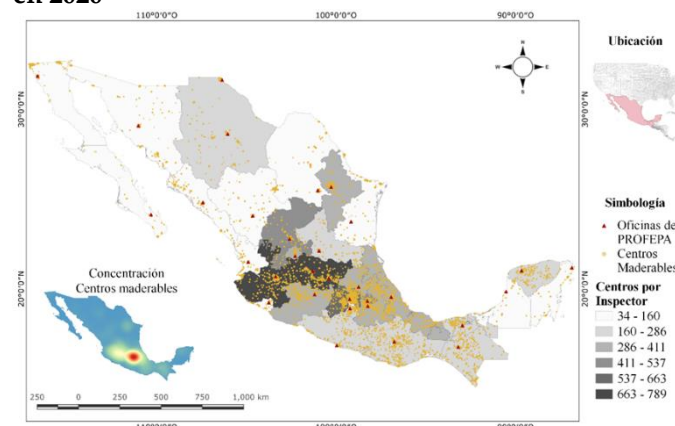 en 2020
110°0'0"O
100°0'0"O
90°0'0"O
30°0'0"N
20°0'0"N
30°0'0"N
20°0'0"N
N
W
E
S
Ubicación
Simbología
Oficinas de
PROFEPA
Centros
Maderables
Centros por
Inspector
34 - 160
160 - 286
286 - 411
411 - 537
537 - 663
663 - 789
Concentración
Centros maderables
250 0 250 500 750 1,000 km